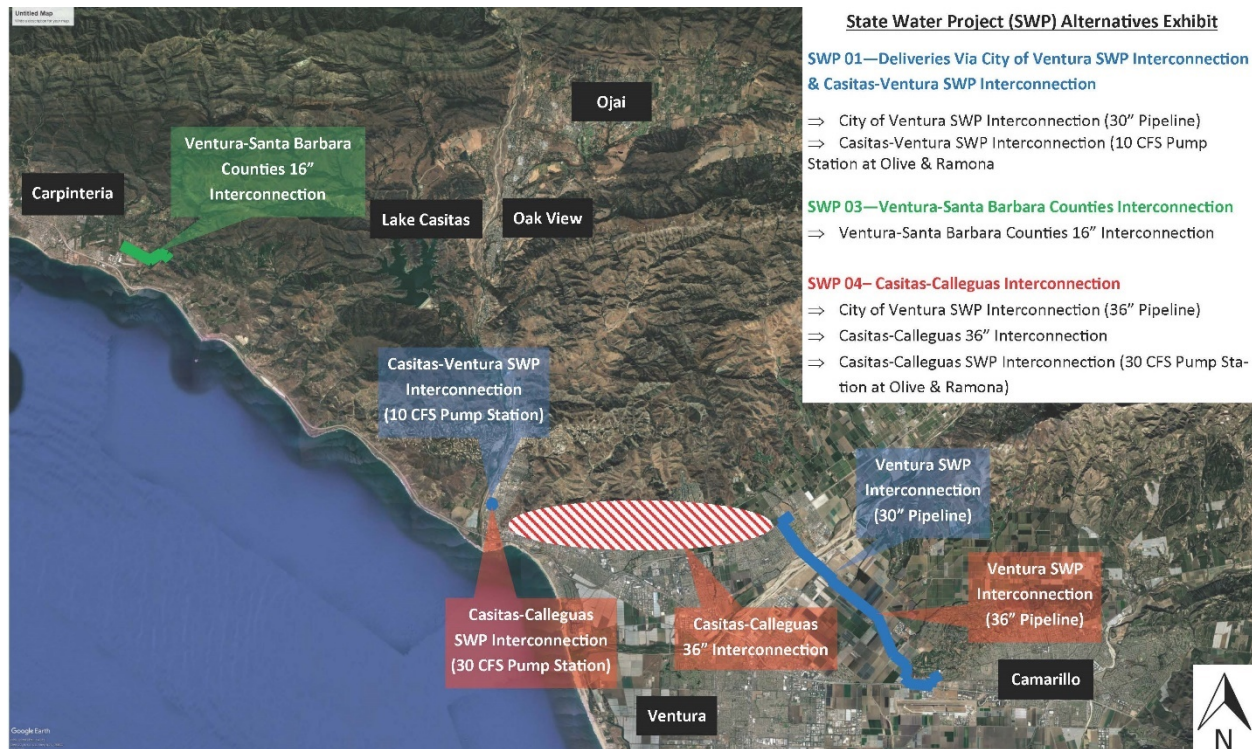 Untitled Map
State Water Project (SWP) Alternatives Exhibit
SWP 01—Deliveries Via City of Ventura SWP Interconnection
& Casitas-Ventura SWP Interconnection
⇒ City of Ventura SWP Interconnection (30" Pipeline)
⇒ Casitas-Ventura SWP Interconnection (10 CFS Pump
Station at Olive & Ramona
SWP 03—Ventura-Santa Barbara Counties Interconnection
⇒ Ventura-Santa Barbara Counties 16" Interconnection
SWP 04– Casitas-Calleguas Interconnection
⇒ City of Ventura SWP Interconnection (36" Pipeline)
⇒ Casitas-Calleguas 36" Interconnection
⇒ Casitas-Calleguas SWP Interconnection (30 CFS Pump Sta-
tion at Olive & Ramona)
Ojai
Ventura-Santa Barbara
Counties 16"
Interconnection
Carpinteria
Lake Casitas
Oak View
Casitas-Ventura SWP
Interconnection
(10 CFS Pump Station)
Ventura SWP
Interconnection
(30" Pipeline)
Ventura SWP
Interconnection
(36" Pipeline)
Casitas-Calleguas
SWP Interconnection
(30 CFS Pump Station)
Casitas-Calleguas
36" Interconnection
Camarillo
Ventura
Google Earth
N